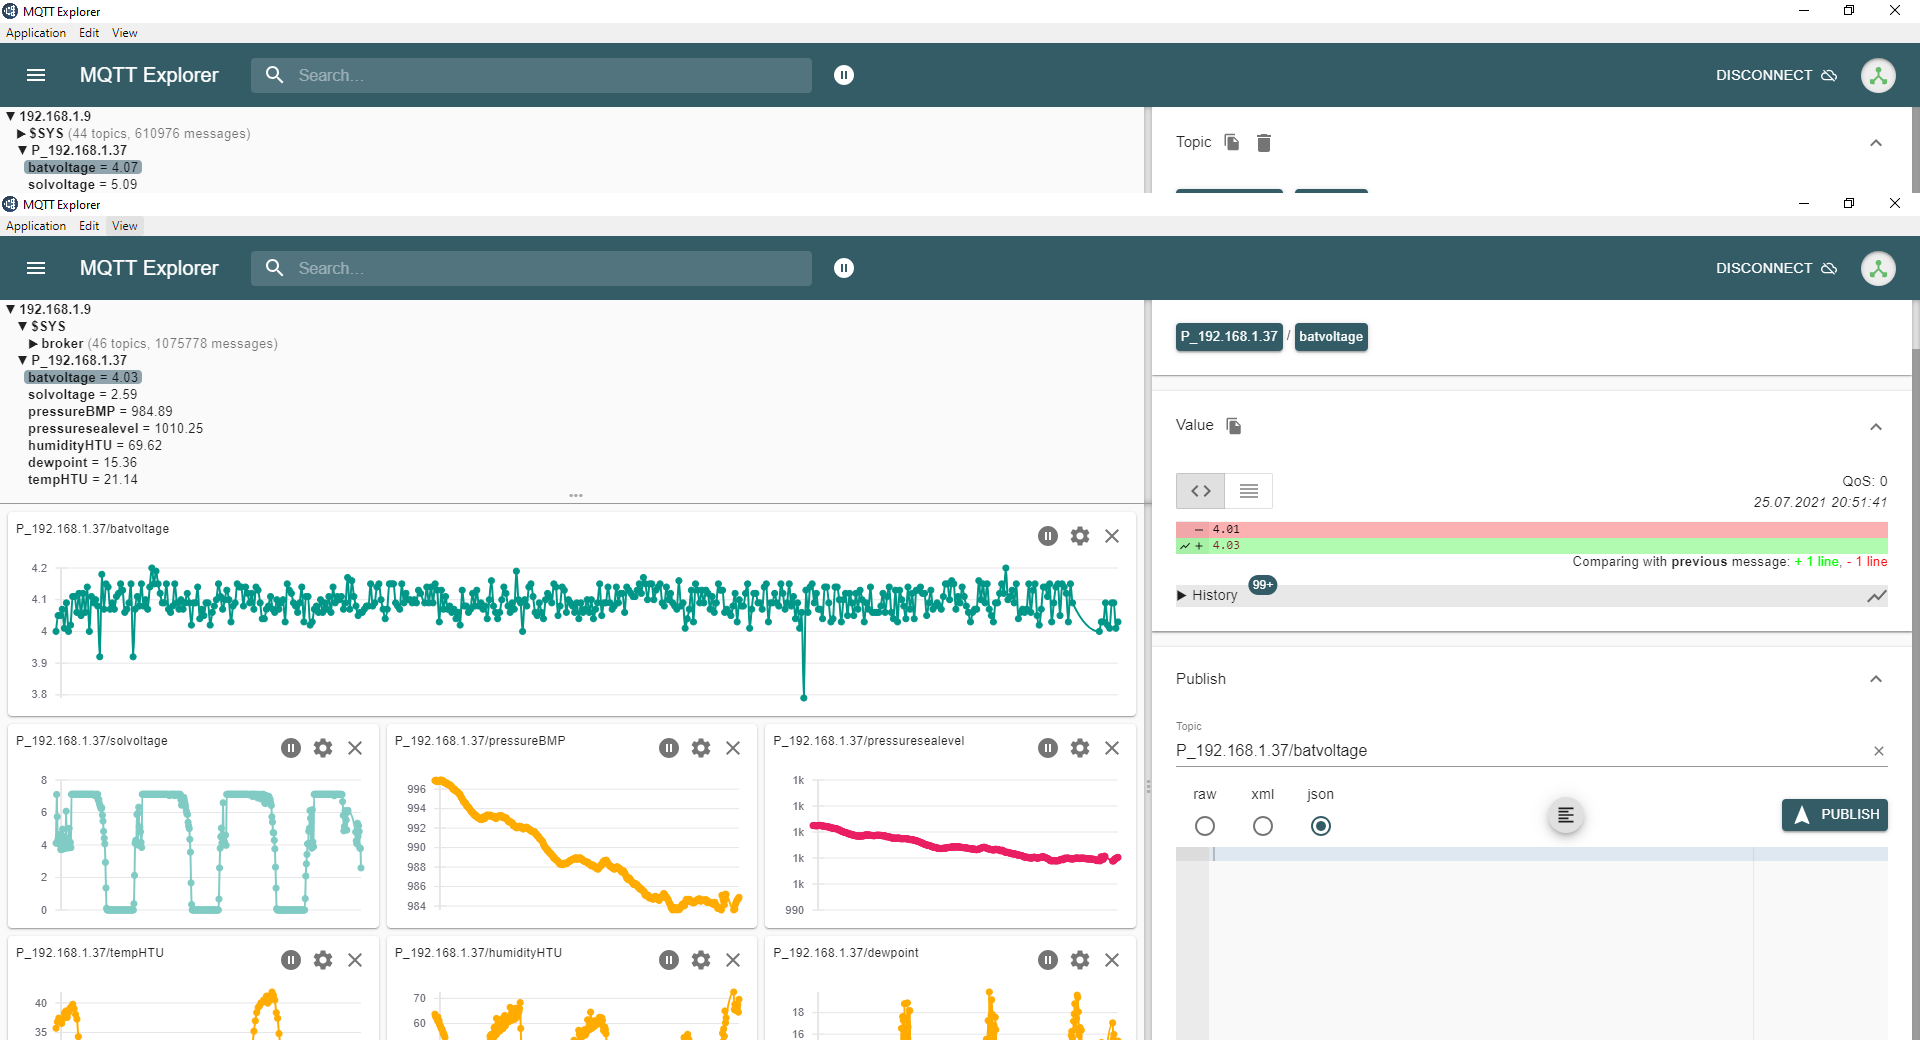 MQTT Explorer
Application Edit View
MQTT Explorer Search... DISCONNECT
▼ 192.168.1.9
▶ $SYS (44 topics, 610976 messages)
▼ P_192.168.1.37
batvoltage = 4.07
solvoltage = 5.09
Topic
MQTT Explorer
Application Edit View
MQTT Explorer Search... DISCONNECT
▼ 192.168.1.9
▼ $SYS
▶ broker (46 topics, 1075778 messages)
▼ P_192.168.1.37
batvoltage = 4.03
solvoltage = 2.59
pressureBMP = 984.89
pressuresealevel = 1010.25
humidityHTU = 69.62
dewpoint = 15.36
tempHTU = 21.14
P_192.168.1.37/batvoltage
4.2
4.1
4
3.9
3.8
P_192.168.1.37/solvoltage
8
6
4
2
0
P_192.168.1.37/pressureBMP
996
994
992
990
988
986
984
P_192.168.1.37/pressuresealevel
1k
1k
1k
1k
1k
990
P_192.168.1.37/tempHTU
40
35
P_192.168.1.37/humidityHTU
70
60
P_192.168.1.37/dewpoint
18
16
P_192.168.1.37 / batvoltage
Value
QoS: 0
25.07.2021 20:51:41
− 4.01
+ 4.03
Comparing with previous message: + 1 line, - 1 line
▶ History 99+
Publish
Topic
P_192.168.1.37/batvoltage
raw xml json
PUBLISH